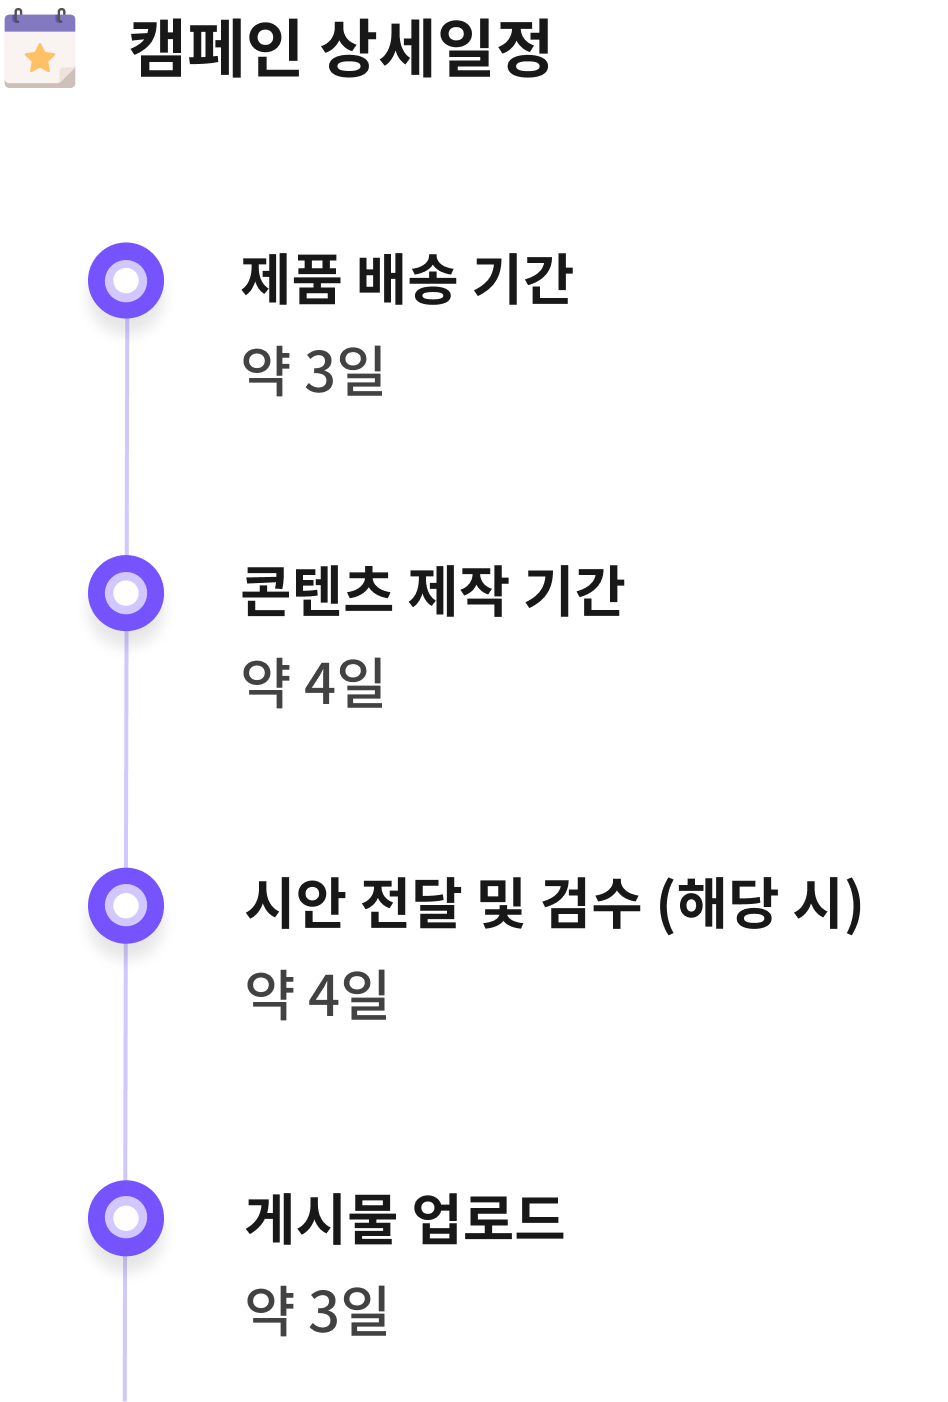 캠페인 상세일정
제품 배송 기간
약 3일
콘텐츠 제작 기간
약 4일
시안 전달 및 검수 (해당 시)
약 4일
게시물 업로드
약 3일